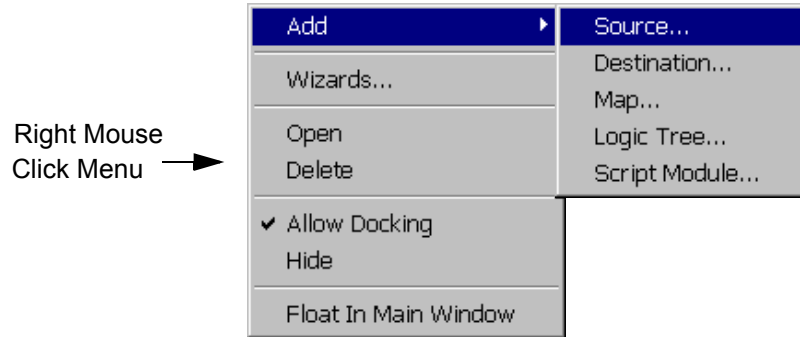 Right Mouse
Click Menu
Add
Wizards...
Open
Delete
Allow Docking
Hide
Float In Main Window
Source...
Destination...
Map...
Logic Tree...
Script Module...